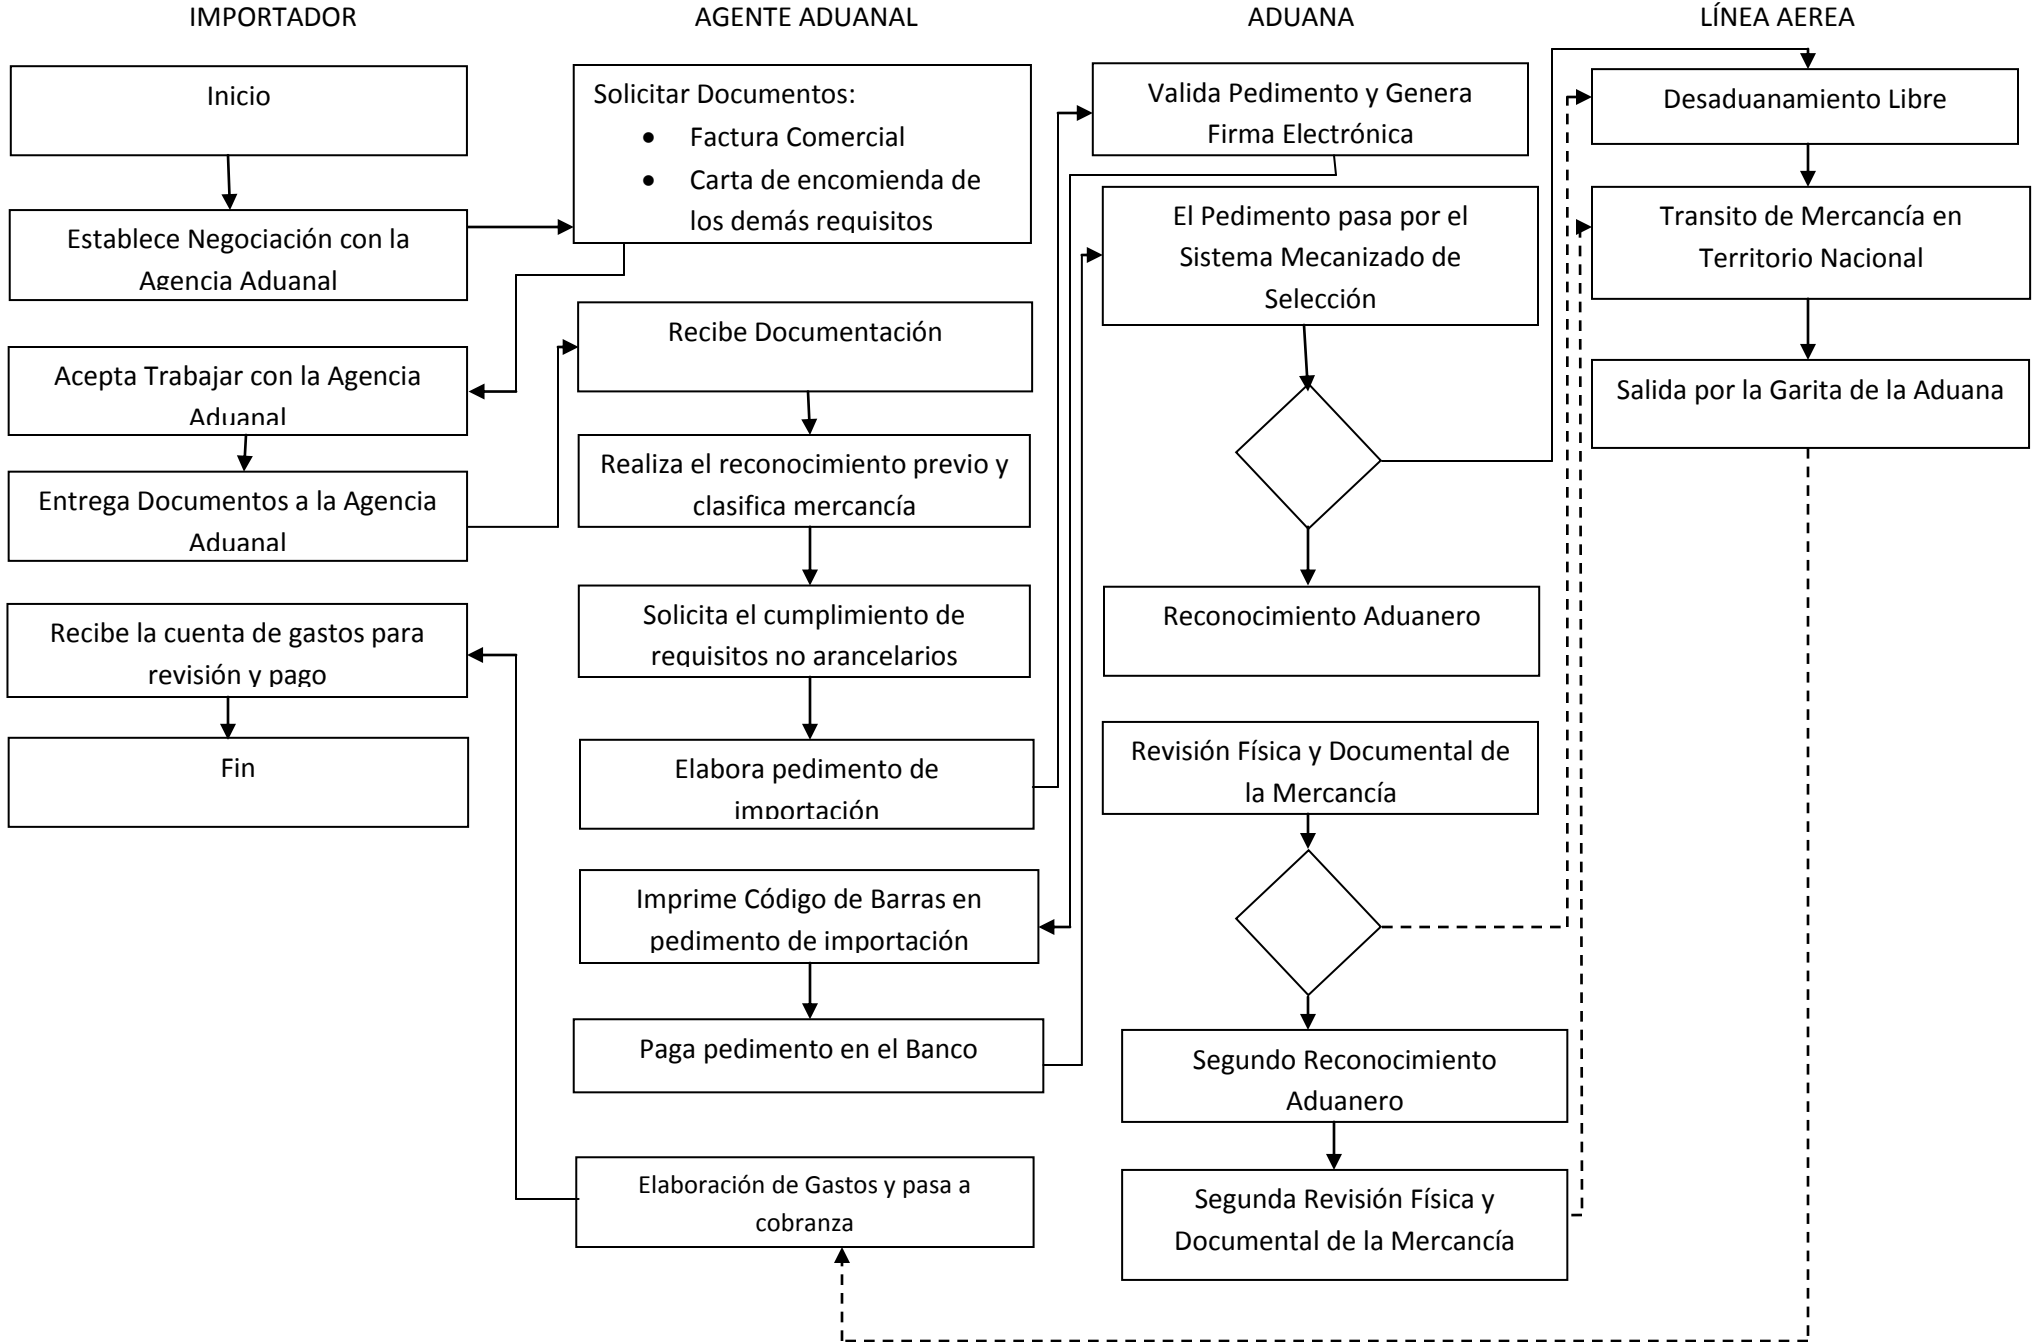 IMPORTADOR
AGENTE ADUANAL
ADUANA
LÍNEA AEREA
Inicio
Establece Negociación con la
Agencia Aduanal
Acepta Trabajar con la Agencia
Aduanal
Entrega Documentos a la Agencia
Aduanal
Recibe la cuenta de gastos para
revisión y pago
Fin
Solicitar Documentos:
• Factura Comercial
• Carta de encomienda de
los demás requisitos
Recibe Documentación
Realiza el reconocimiento previo y
clasifica mercancía
Solicita el cumplimiento de
requisitos no arancelarios
Elabora pedimento de
importación
Imprime Código de Barras en
pedimento de importación
Paga pedimento en el Banco
Elaboración de Gastos y pasa a
cobranza
Valida Pedimento y Genera
Firma Electrónica
El Pedimento pasa por el
Sistema Mecanizado de
Selección
Reconocimiento Aduanero
Revisión Física y Documental de
la Mercancía
Segundo Reconocimiento
Aduanero
Segunda Revisión Física y
Documental de la Mercancía
Desaduanamiento Libre
Transito de Mercancía en
Territorio Nacional
Salida por la Garita de la Aduana